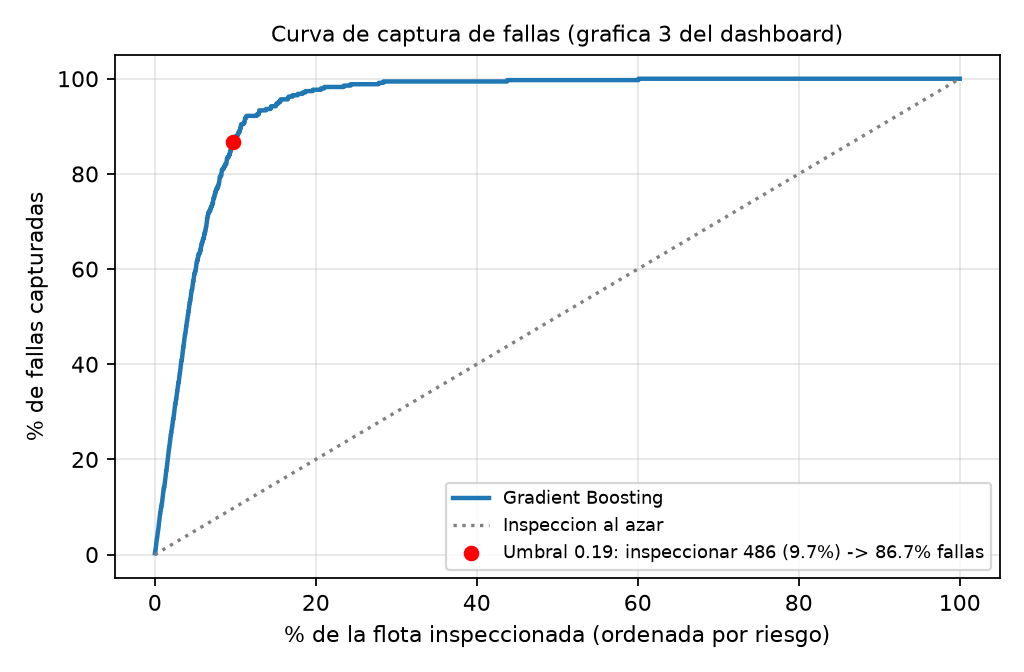 Curva de captura de fallas (grafica 3 del dashboard)
% de fallas capturadas
100
80
60
40
20
0
0 20 40 60 80 100
% de la flota inspeccionada (ordenada por riesgo)
Gradient Boosting
Inspeccion al azar
Umbral 0.19: inspeccionar 486 (9.7%) -> 86.7% fallas